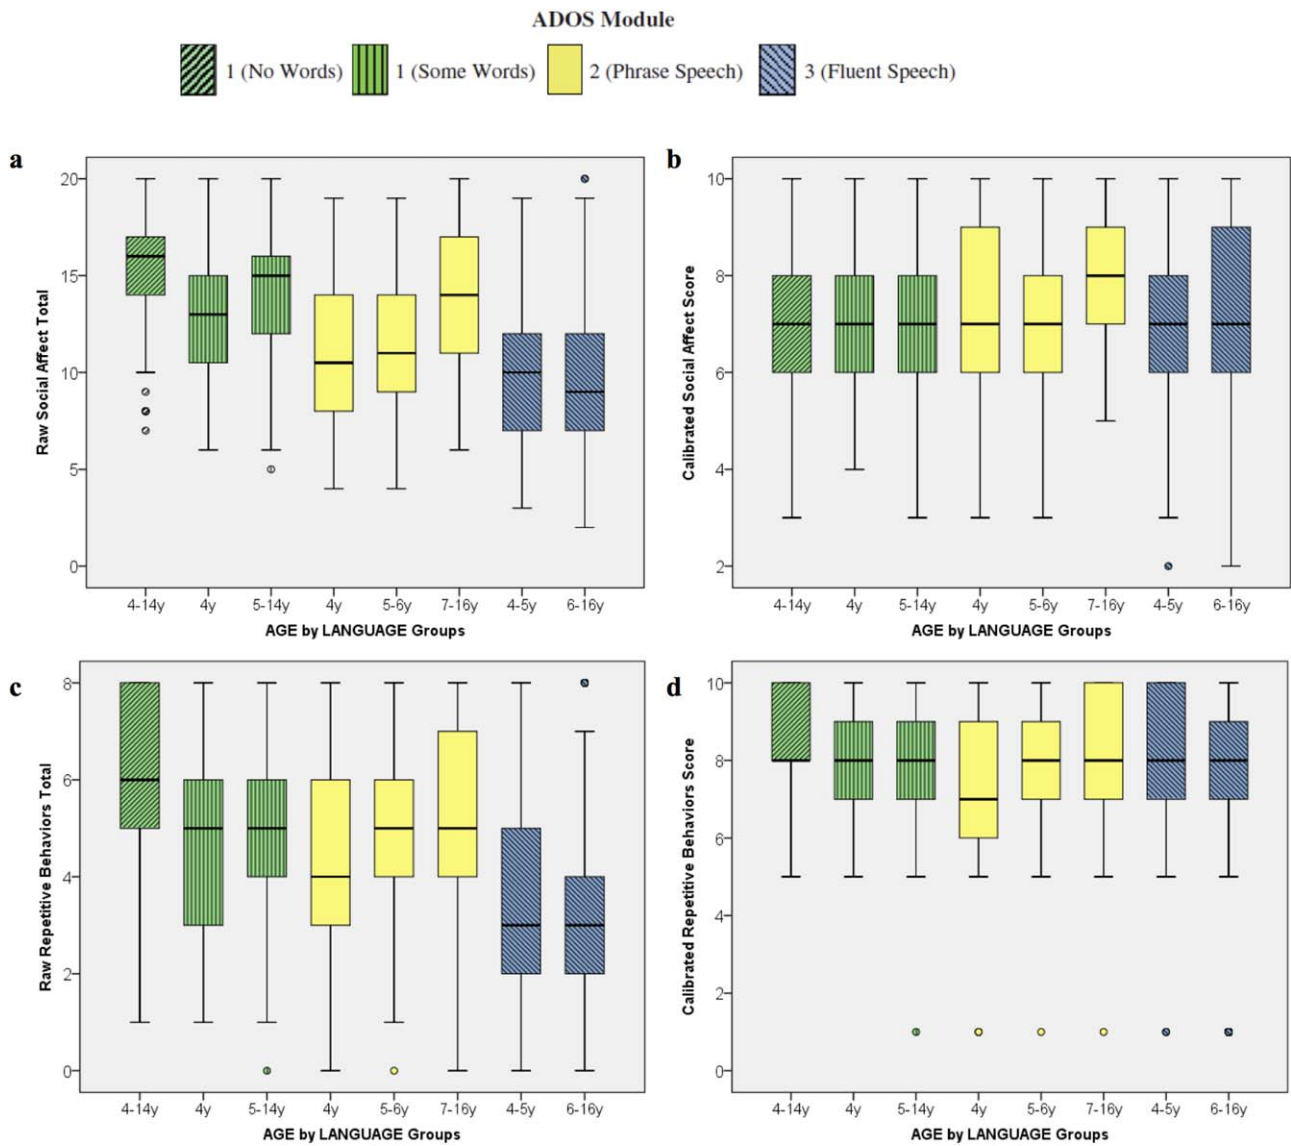 ADOS Module
1 (No Words) 1 (Some Words) 2 (Phrase Speech) 3 (Fluent Speech)
a
Raw Social Affect Total
20
15
10
5
0
4-14y 4y 5-14y 4y 5-6y 7-16y 4-5y 6-16y
AGE by LANGUAGE Groups
b
Calibrated Social Affect Score
10
8
6
4
2
4-14y 4y 5-14y 4y 5-6y 7-16y 4-5y 6-16y
AGE by LANGUAGE Groups
c
Raw Repetitive Behaviors Total
8
6
4
2
0
4-14y 4y 5-14y 4y 5-6y 7-16y 4-5y 6-16y
AGE by LANGUAGE Groups
d
Calibrated Repetitive Behaviors Score
10
8
6
4
2
0
4-14y 4y 5-14y 4y 5-6y 7-16y 4-5y 6-16y
AGE by LANGUAGE Groups